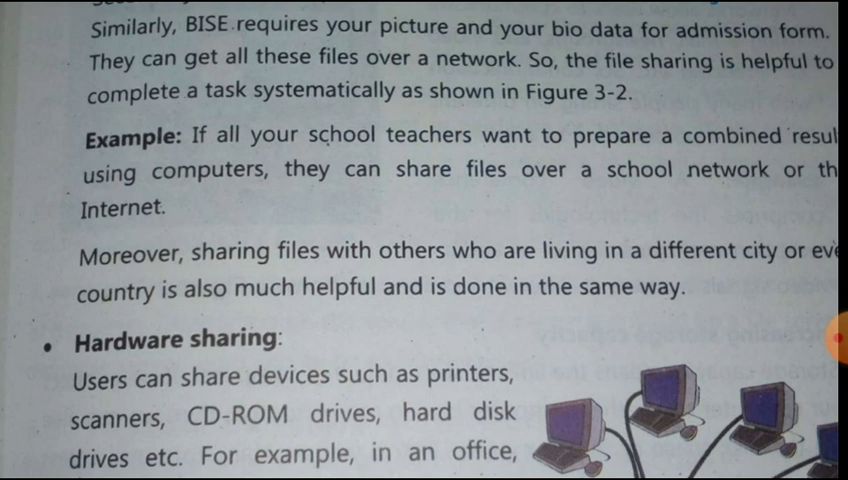 Similarly, BISE requires your picture and your bio data for admission form.
They can get all these files over a network. So, the file sharing is helpful to
complete a task systematically as shown in Figure 3-2.
Example: If all your school teachers want to prepare a combined resul
using computers, they can share files over a school network or th
Internet.
Moreover, sharing files with others who are living in a different city or eve
country is also much helpful and is done in the same way.
• Hardware sharing:
Users can share devices such as printers,
scanners, CD-ROM drives, hard disk
drives etc. For example, in an office,